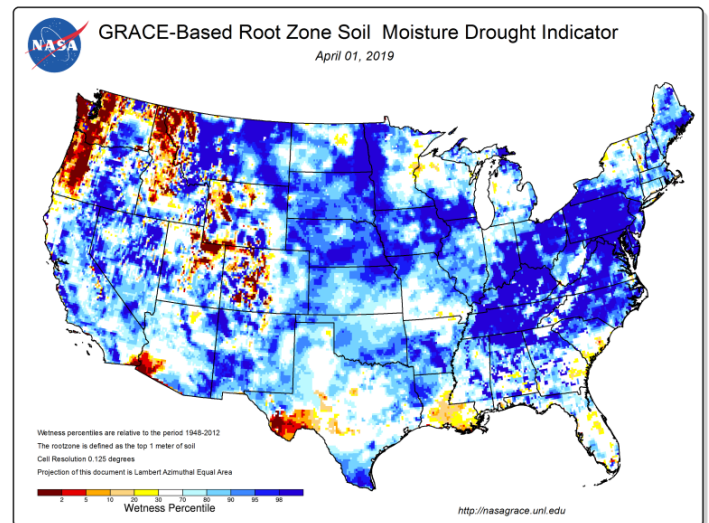 NASA
GRACE-Based Root Zone Soil Moisture Drought Indicator
April 01, 2019
Wetness percentiles are relative to the period 1948-2012
The rootzone is defined as the top 1 meter of soil
Cell Resolution 0.125 degrees
Projection of this document is Lambert Azimuthal Equal Area
2 5 10 20 30 70 80 90 95 98
Wetness Percentile
http://nasagrace.unl.edu